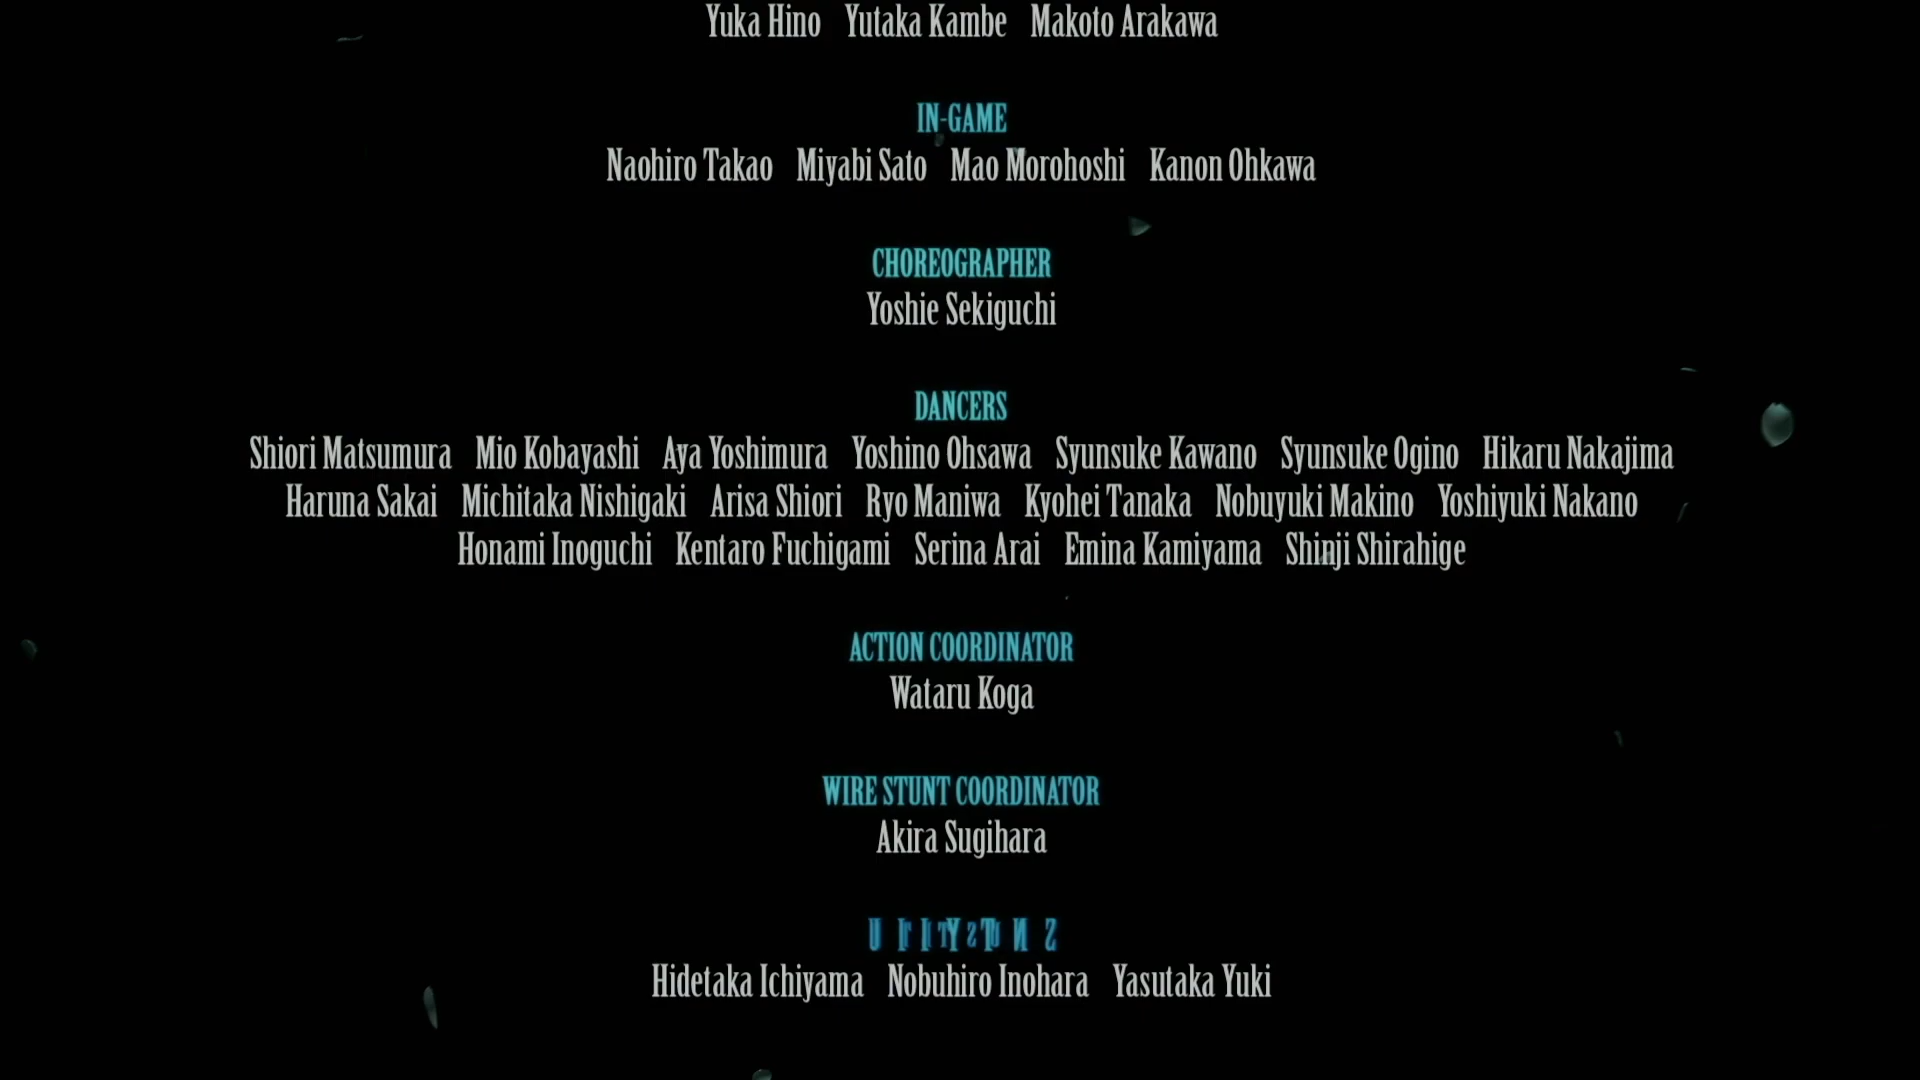 Yuka Hino Yutaka Kambe Makoto Arakawa
IN-GAME
Naohiro Takao Miyabi Sato Mao Morohoshi Kanon Ohkawa
CHOREOGRAPHER
Yoshie Sekiguchi
DANCERS
Shiori Matsumura Mio Kobayashi Aya Yoshimura Yoshino Ohsawa Syunsuke Kawano Syunsuke Ogino Hikaru Nakajima
Haruna Sakai Michitaka Nishigaki Arisa Shiori Ryo Maniwa Kyohei Tanaka Nobuyuki Makino Yoshiyuki Nakano
Honami Inoguchi Kentaro Fuchigami Serina Arai Emina Kamiyama Shinji Shirahige
ACTION COORDINATOR
Wataru Koga
WIRE STUNT COORDINATOR
Akira Sugihara
Hidetaka Ichiyama Nobuhiro Inohara Yasutaka Yuki